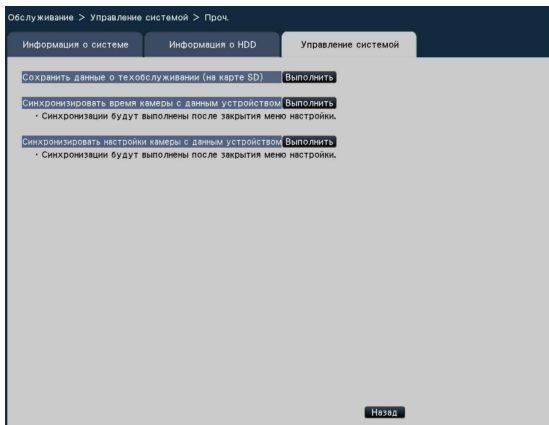 Обслуживание > Управление системой > Проч.
Информация о системе Информация о HDD Управление системой
Сохранить данные о техобслуживании (на карте SD) Выполнить
Синхронизировать время камеры с данным устройством Выполнить
・Синхронизации будут выполнены после закрытия меню настройки.
Синхронизировать настройки камеры с данным устройством Выполнить
・Синхронизации будут выполнены после закрытия меню настройки.
Назад